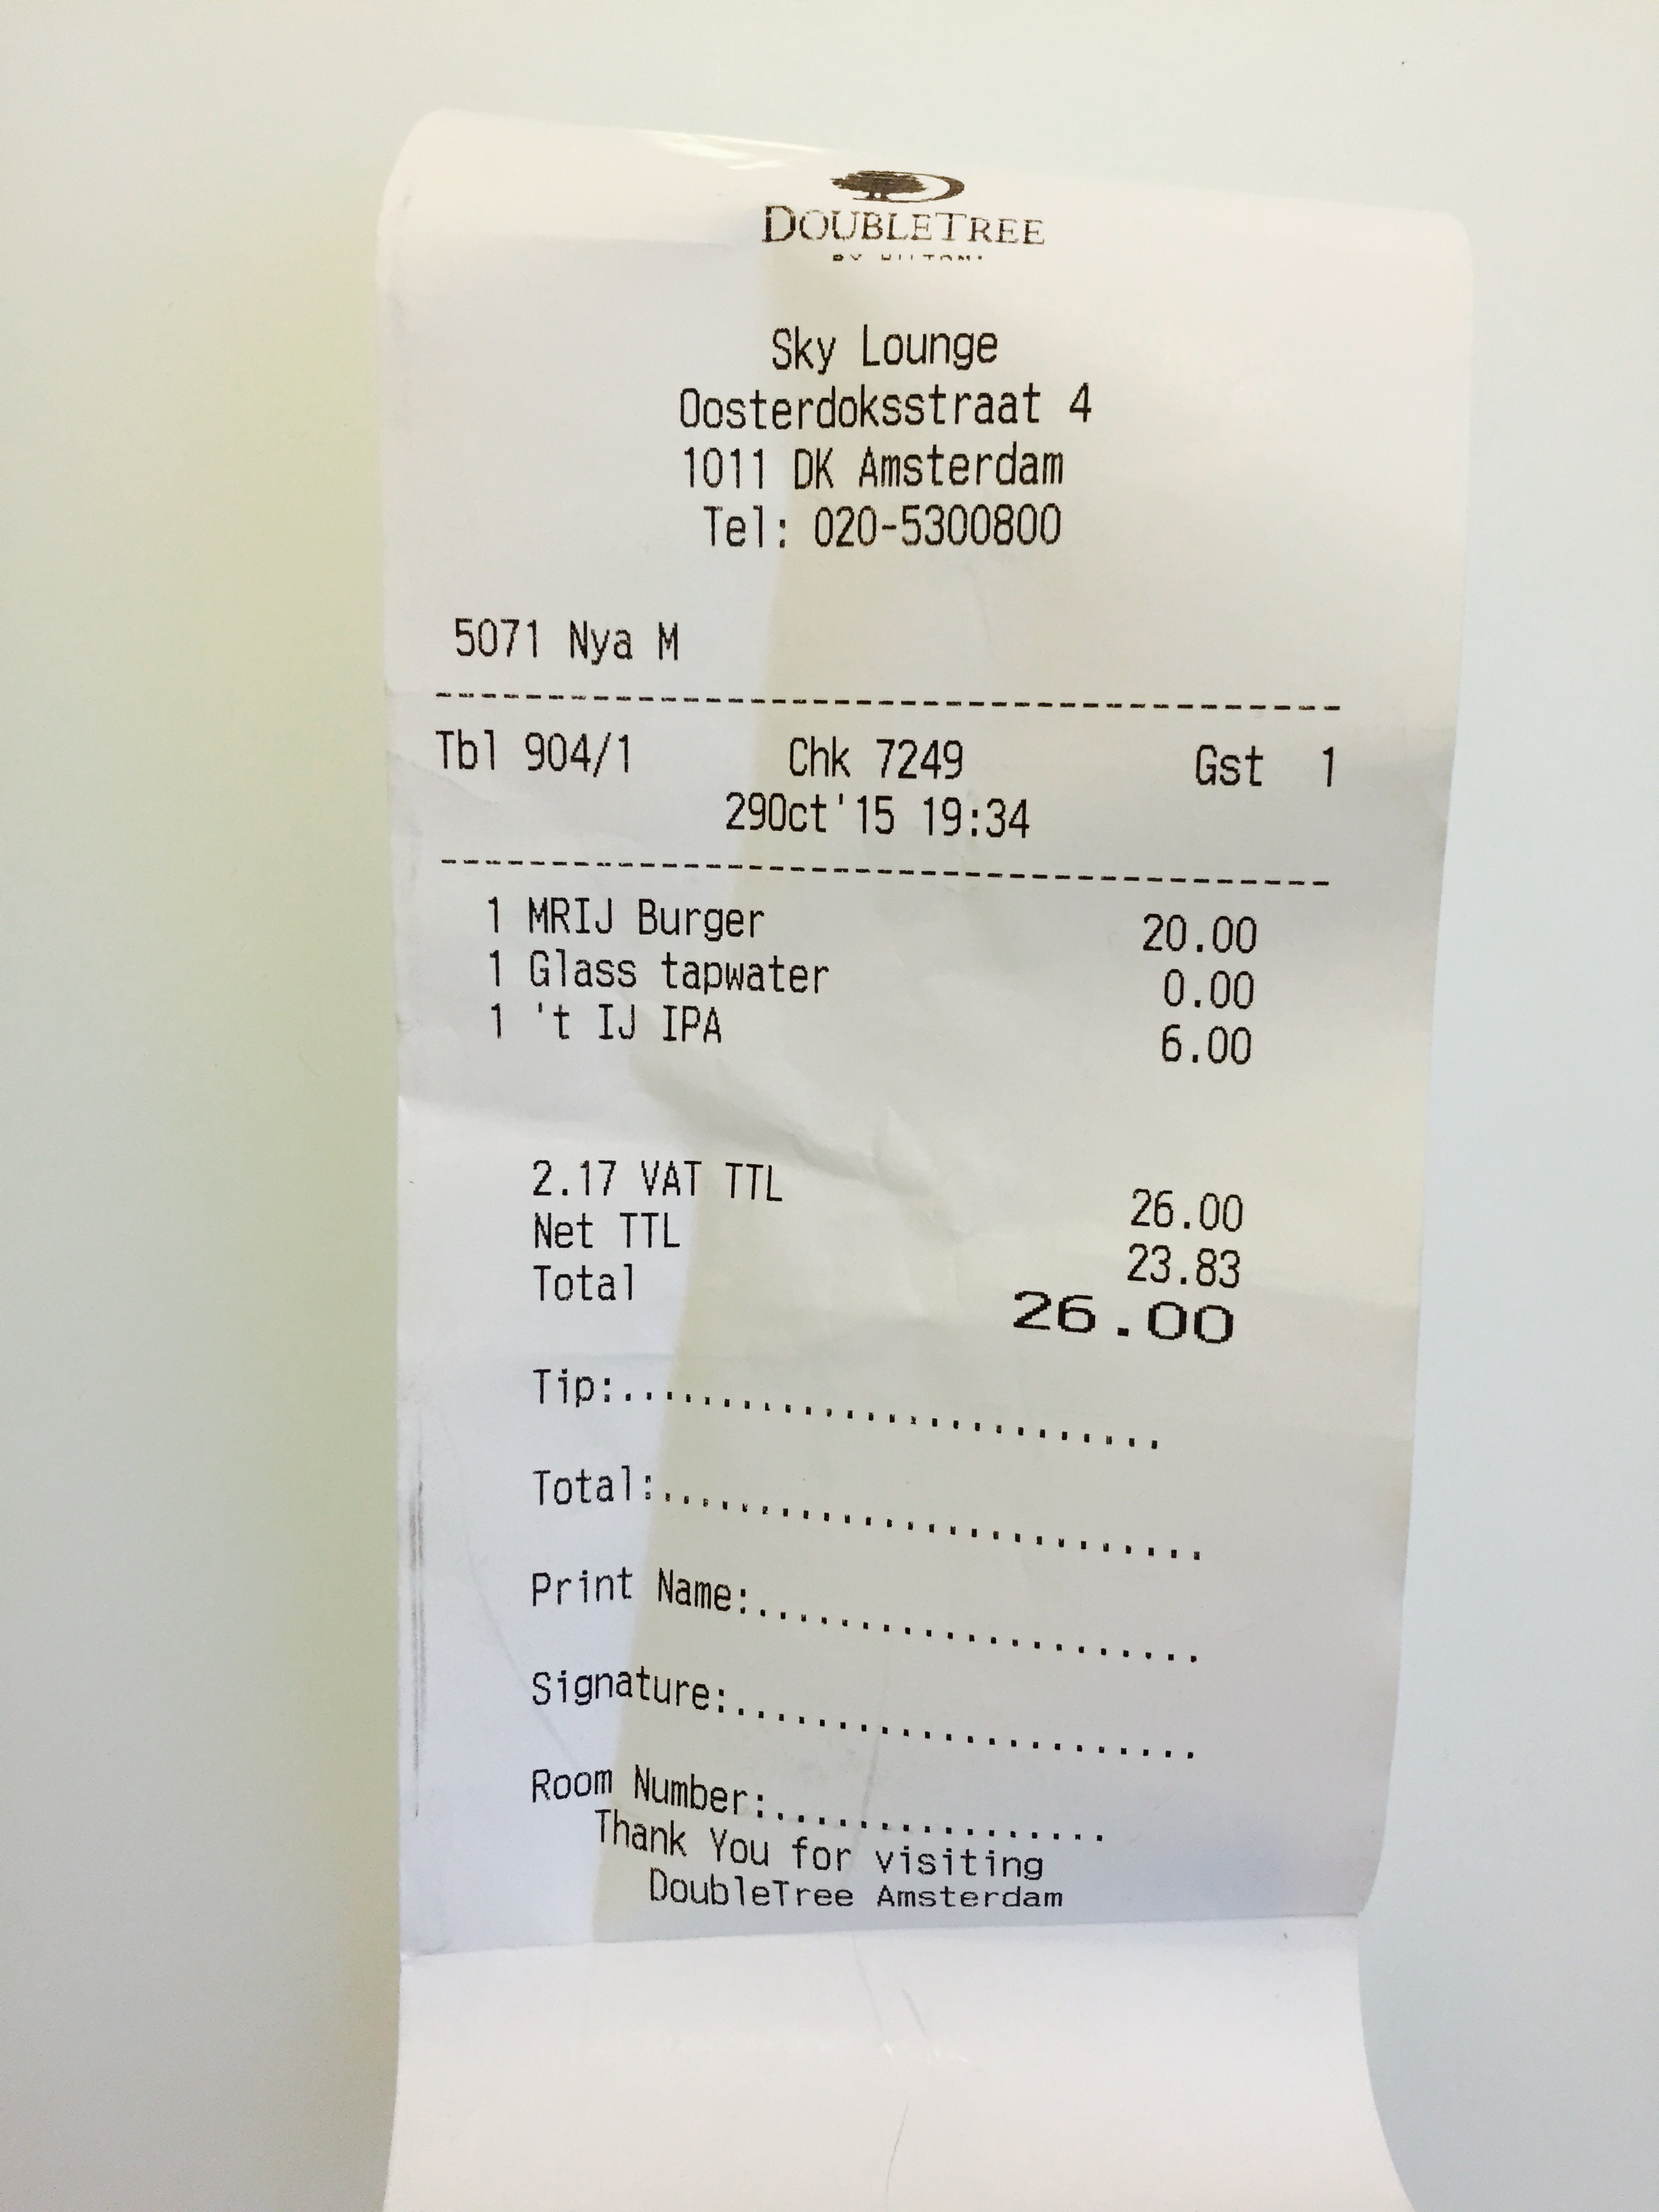 DOUBLETREE
BY HILTON
Sky Lounge
Oosterdoksstraat 4
1011 DK Amsterdam
Tel: 020-5300800
5071 Nya M
Tbl 904/1 Chk 7249 Gst 1
29Oct'15 19:34
1 MRIJ Burger 20.00
1 Glass tapwater 0.00
1 't IJ IPA 6.00
2.17 VAT TTL 26.00
Net TTL 23.83
Total 26.00
Tip:...........................
Total:...........................
Print Name:......................
Signature:.......................
Room Number:.................
Thank You for visiting
DoubleTree Amsterdam